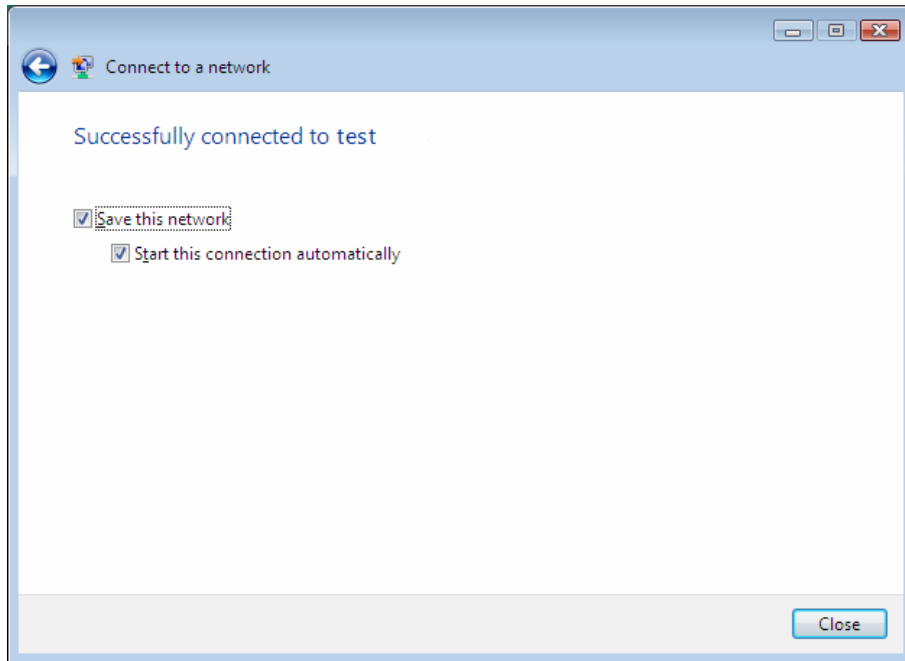 Connect to a network
Successfully connected to test
Save this network
Start this connection automatically
Close